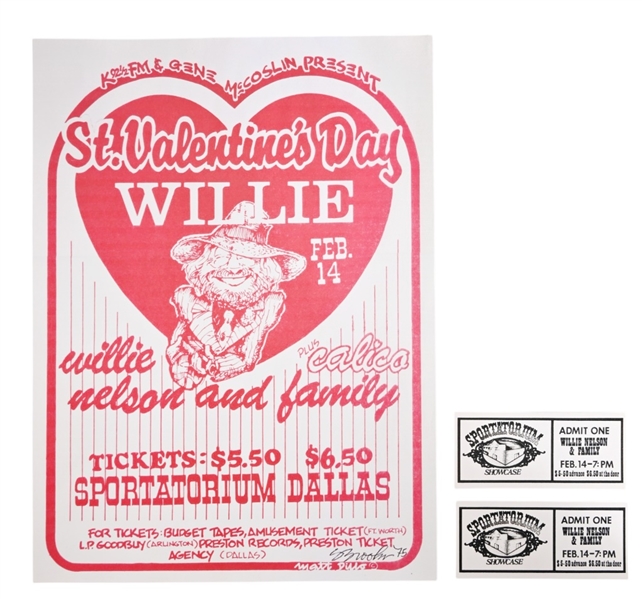 KAFM & GENE McCOSLIN PRESENT
St. Valentine's Day
WILLIE
FEB.
14
PLUS calico
willie
nelson and family
TICKETS: $5.50 $6.50
SPORTATORIUM DALLAS
FOR TICKETS: BUDGET TAPES, AMUSEMENT TICKET (FT. WORTH)
L.P. GOODBUY (ARLINGTON) PRESTON RECORDS, PRESTON TICKET
AGENCY (DALLAS)
75
©
SPORTATORIUM
SHOWCASE
ADMIT ONE
WILLIE NELSON
& FAMILY
FEB. 14-7: PM
$5.50 advance $6.50 at the door
SPORTATORIUM
SHOWCASE
ADMIT ONE
WILLIE NELSON
& FAMILY
FEB. 14-7: PM
$5.50 advance $6.50 at the door